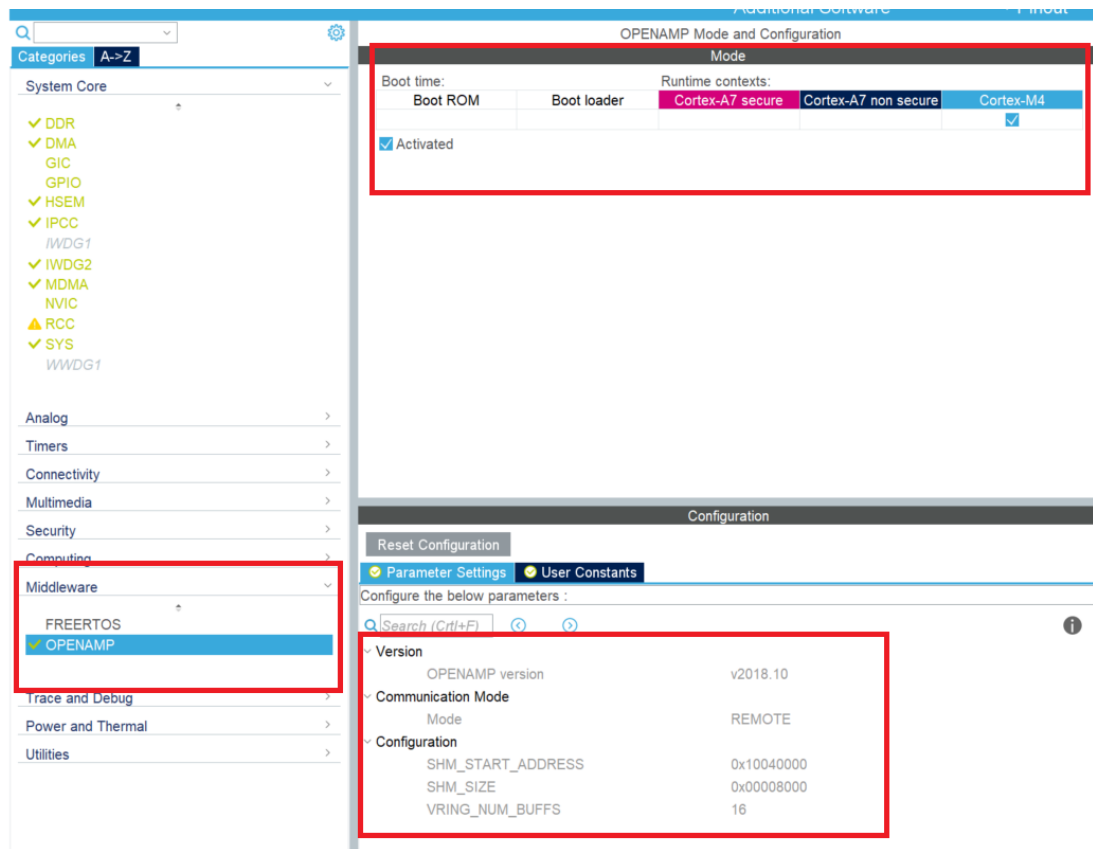 Additional Software
Pinout
Categories
A->Z
System Core
DDR
DMA
GIC
GPIO
HSEM
IPCC
IWDG1
IWDG2
MDMA
NVIC
RCC
SYS
WWDG1
Analog
Timers
Connectivity
Multimedia
Security
Computing
Middleware
FREERTOS
OPENAMP
Trace and Debug
Power and Thermal
Utilities
OPENAMP Mode and Configuration
Mode
Boot time: Runtime contexts:
Boot ROM Boot loader Cortex-A7 secure Cortex-A7 non secure Cortex-M4
Activated
Configuration
Reset Configuration
Parameter Settings User Constants
Configure the below parameters :
Search (Crtl+F)
Version
OPENAMP version v2018.10
Communication Mode
Mode REMOTE
Configuration
SHM_START_ADDRESS 0x10040000
SHM_SIZE 0x00008000
VRING_NUM_BUFFS 16